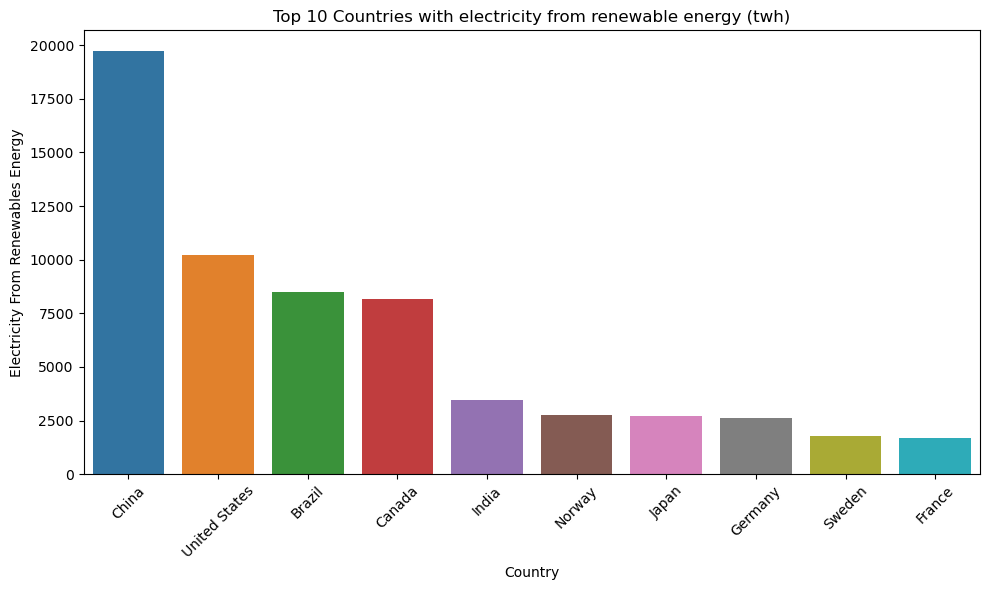 Top 10 Countries with electricity from renewable energy (twh)
Electricity From Renewables Energy
20000
17500
15000
12500
10000
7500
5000
2500
0
China
United States
Brazil
Canada
India
Norway
Japan
Germany
Sweden
France
Country